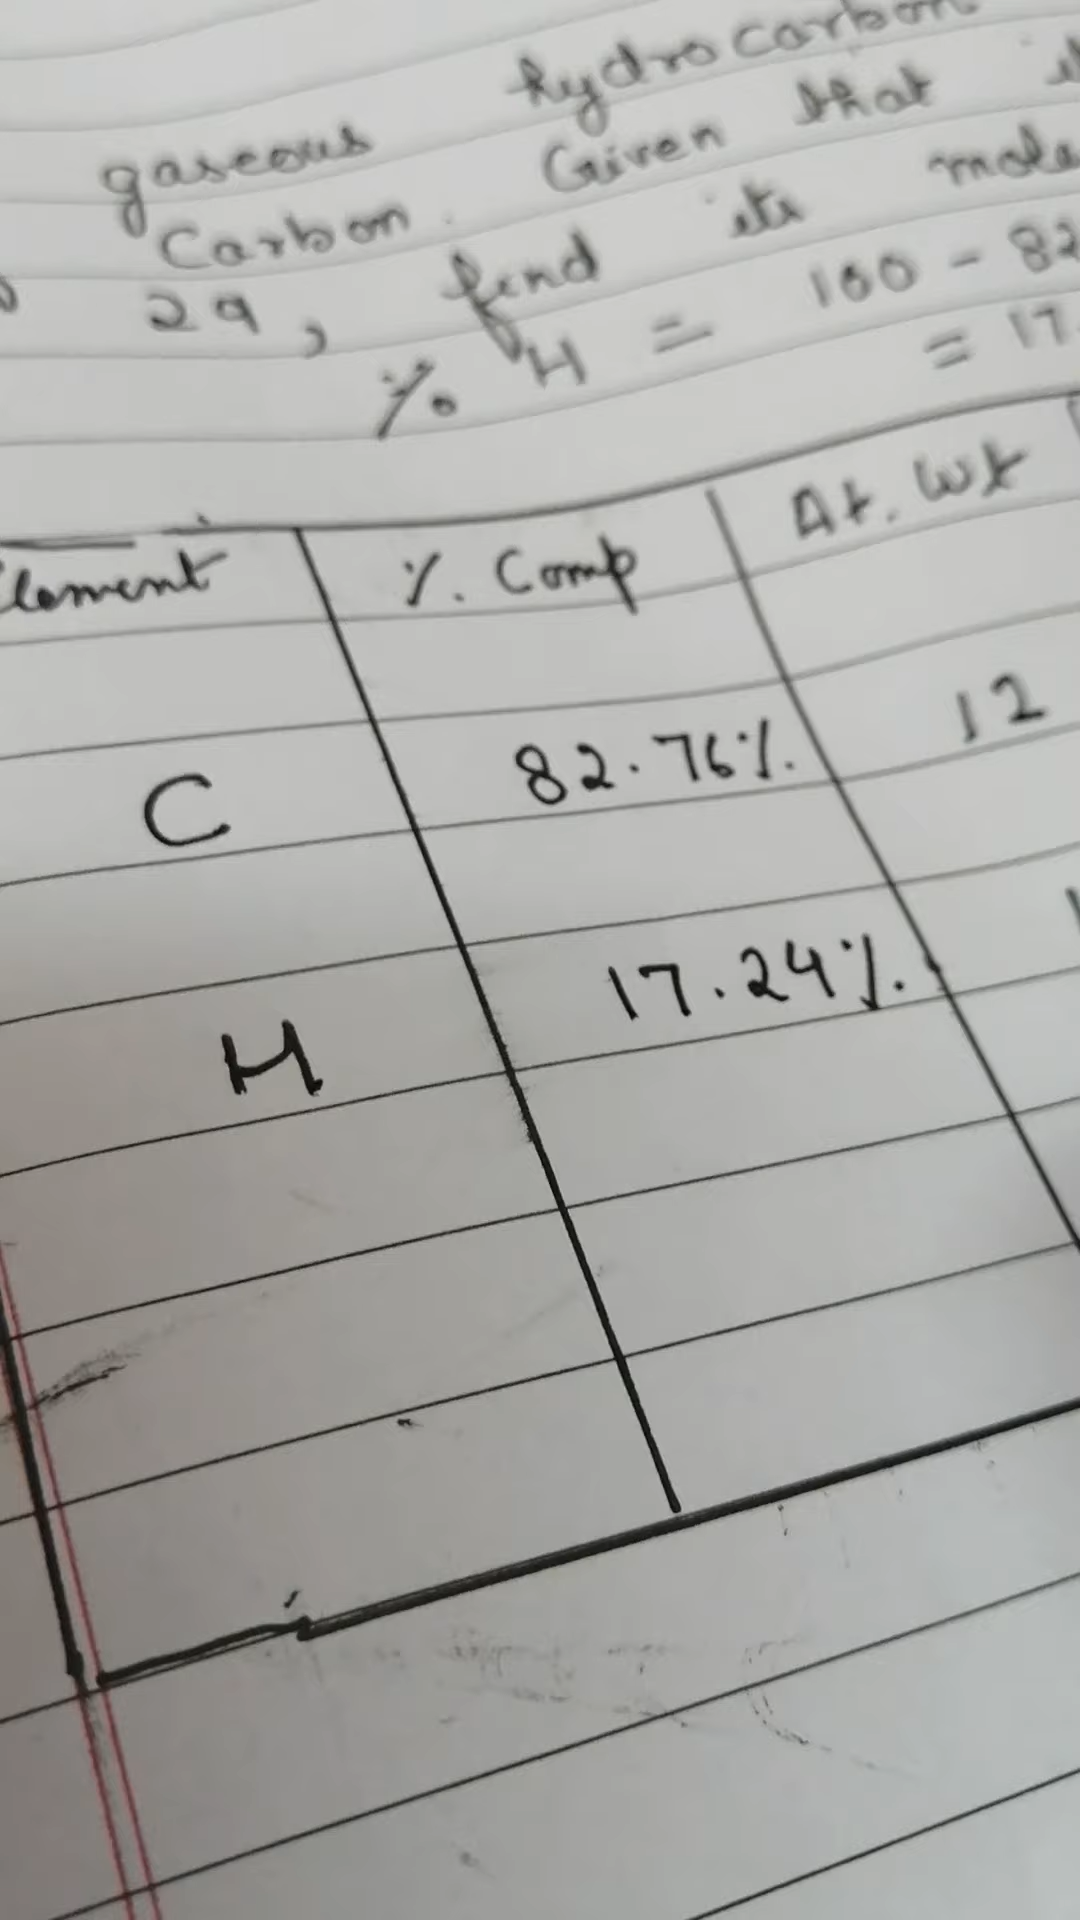 hydrocarbon
gaseous
Given that
Carbon.
29, find its
% H = 100 - 82
= 17.
Element % Comp At. Wt
C 82.76% 12
H 17.24%